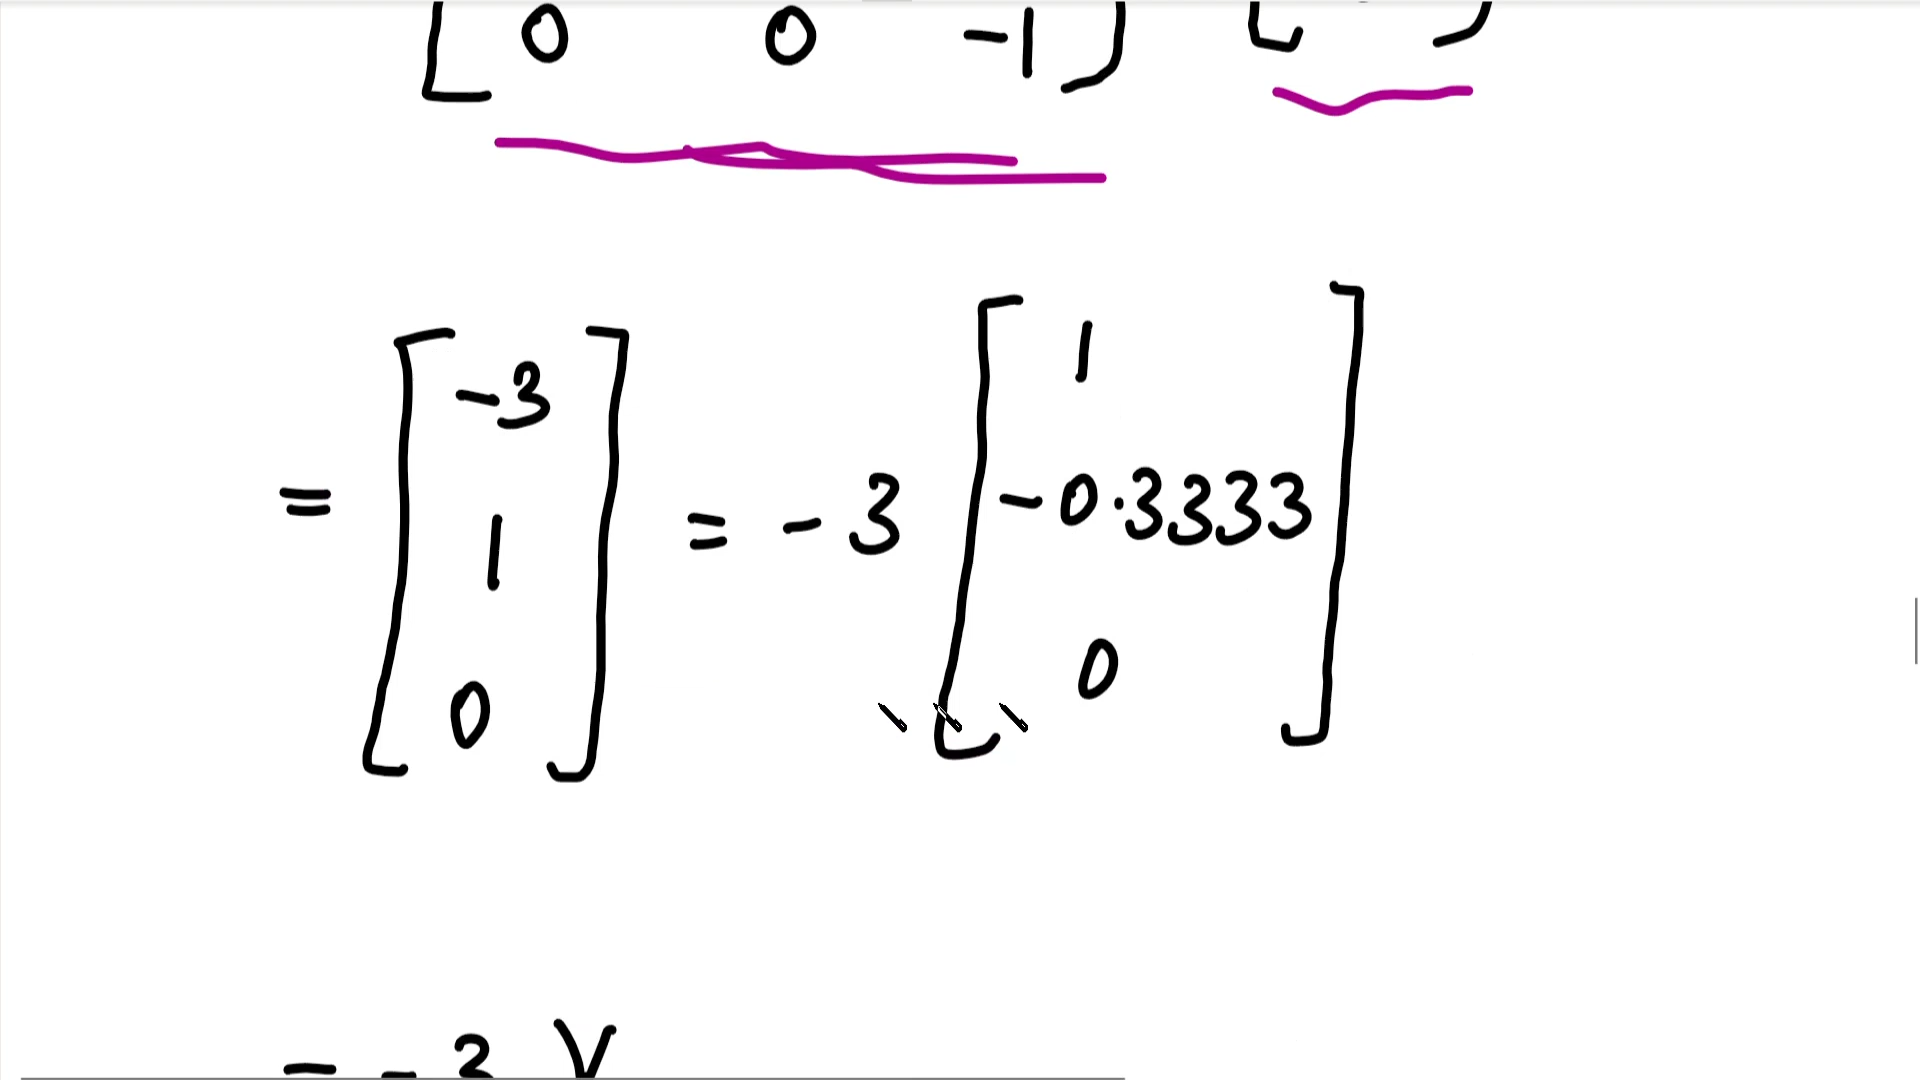 [ 0 0 -1 ] [ ]
= [ -3 1 0 ] = -3 [ 1 -0.3333 0 ]
= -3